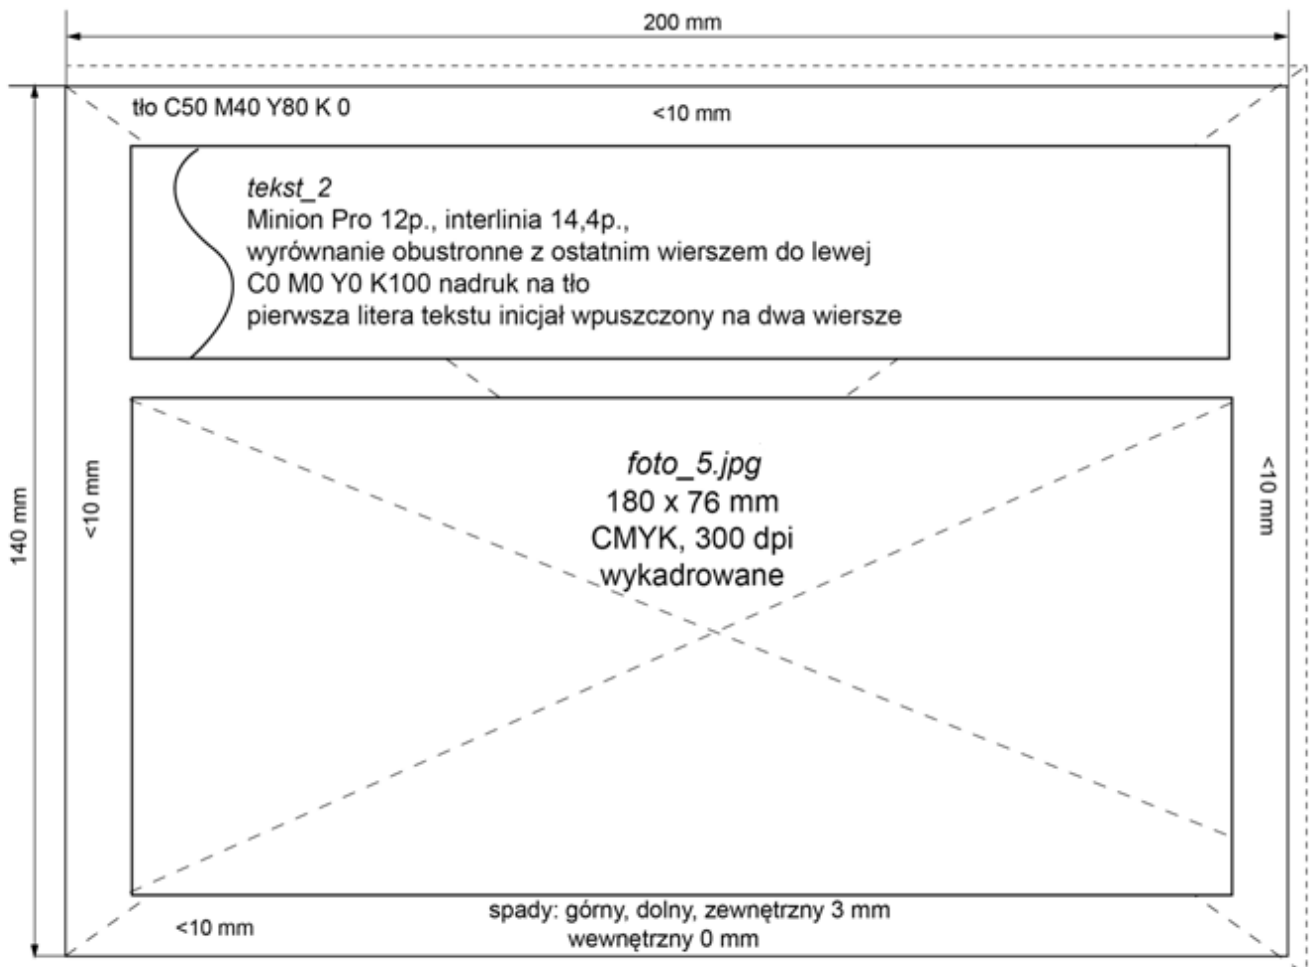 200 mm
tło C50 M40 Y80 K 0
<10 mm
tekst_2
Minion Pro 12p., interlinia 14,4p.,
wyrównanie obustronne z ostatnim wierszem do lewej
C0 M0 Y0 K100 nadruk na tło
pierwsza litera tekstu inicjał wpuszczony na dwa wiersze
140 mm
<10 mm
foto_5.jpg
180 x 76 mm
CMYK, 300 dpi
wykadrowane
<10 mm
<10 mm
spady: górny, dolny, zewnętrzny 3 mm
wewnętrzny 0 mm